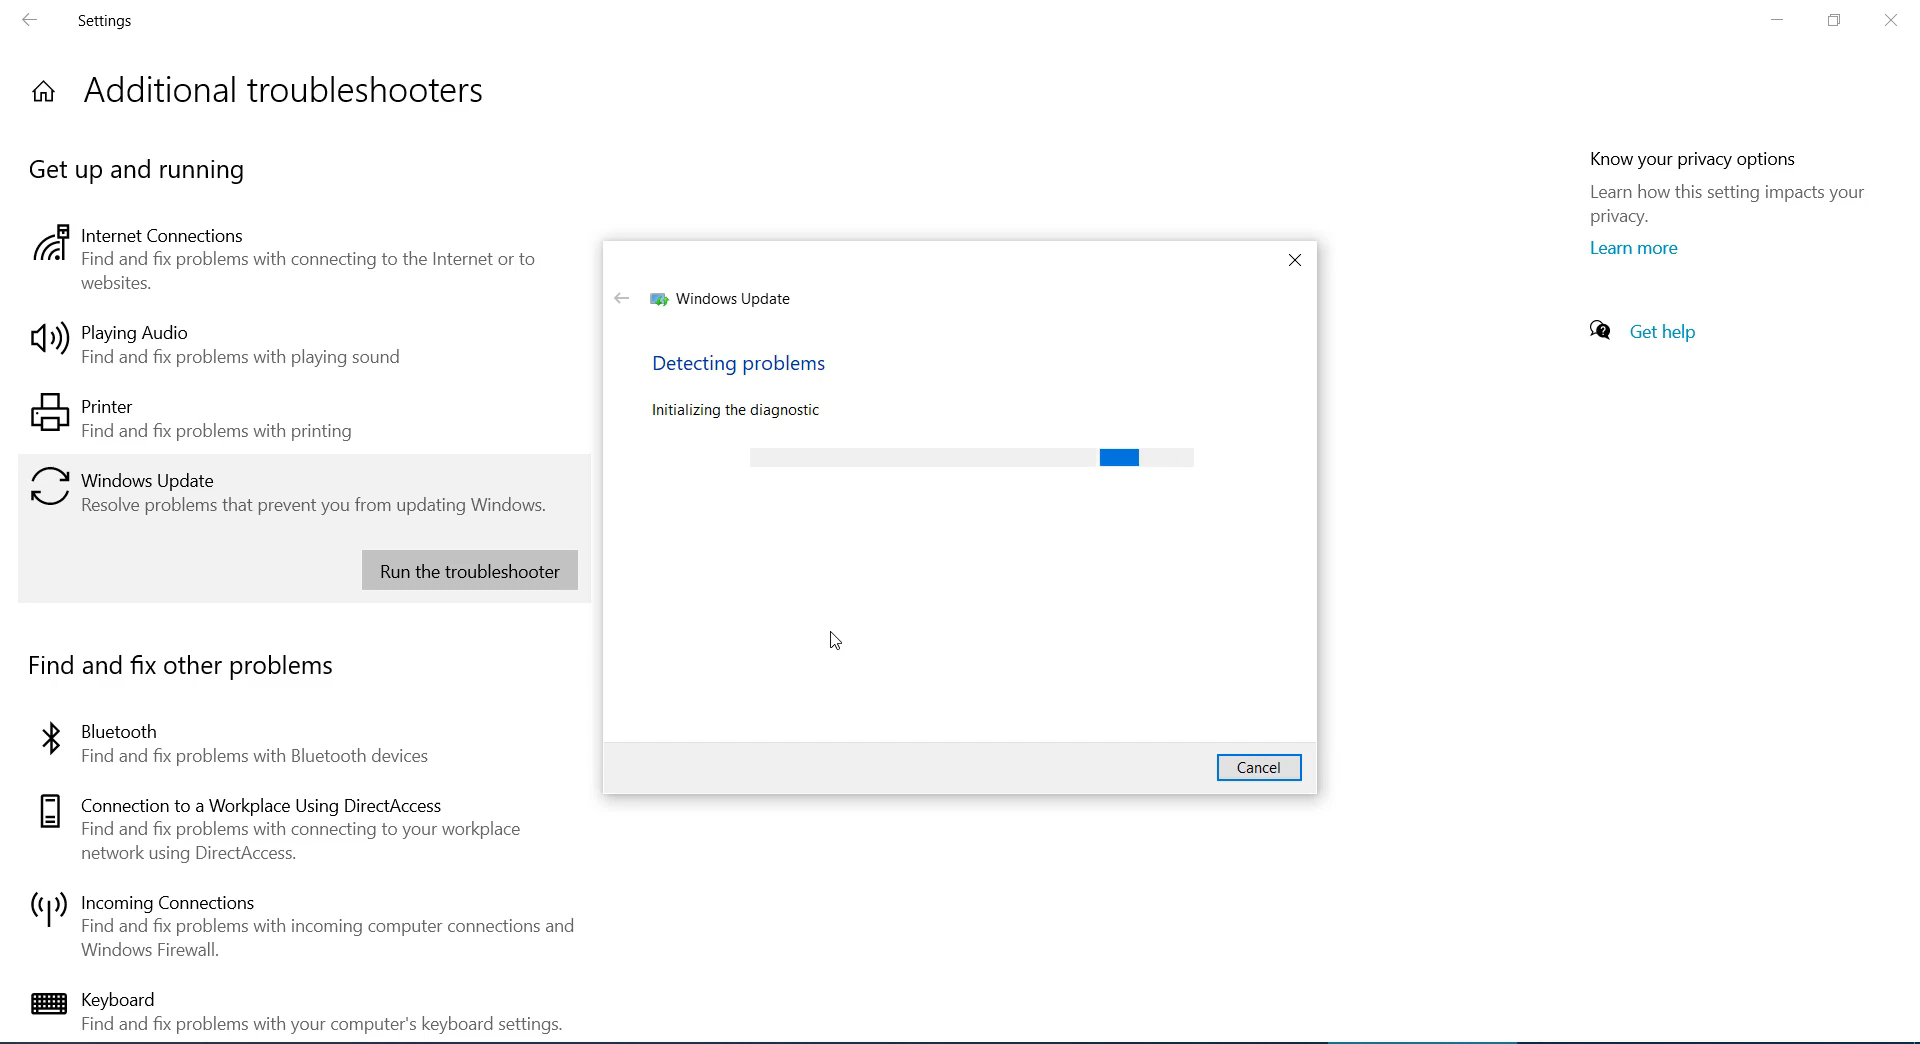 Settings
Additional troubleshooters
Get up and running
Internet Connections
Find and fix problems with connecting to the Internet or to
websites.
Playing Audio
Find and fix problems with playing sound
Printer
Find and fix problems with printing
Windows Update
Resolve problems that prevent you from updating Windows.
Run the troubleshooter
Find and fix other problems
Bluetooth
Find and fix problems with Bluetooth devices
Connection to a Workplace Using DirectAccess
Find and fix problems with connecting to your workplace
network using DirectAccess.
Incoming Connections
Find and fix problems with incoming computer connections and
Windows Firewall.
Keyboard
Find and fix problems with your computer's keyboard settings.
Windows Update
Detecting problems
Initializing the diagnostic
Cancel
Know your privacy options
Learn how this setting impacts your
privacy.
Learn more
Get help